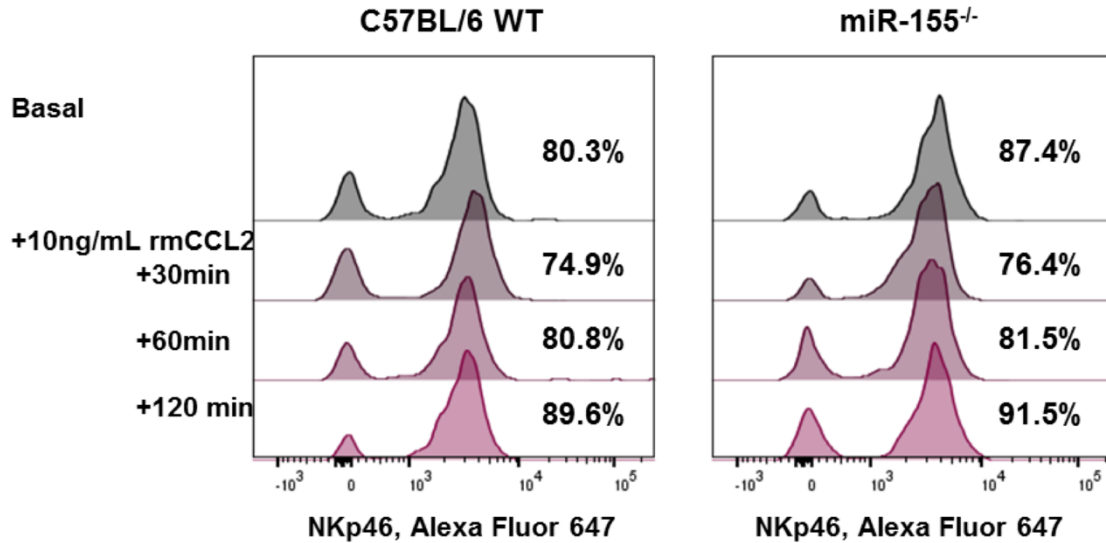 C57BL/6 WT
miR-155-/-
Basal
80.3%
87.4%
+10ng/mL rmCCL2
+30min
74.9%
76.4%
+60min
80.8%
81.5%
+120 min
89.6%
91.5%
-10³ 0 10³ 10⁴ 10⁵
-10³ 0 10³ 10⁴ 10⁵
NKp46, Alexa Fluor 647
NKp46, Alexa Fluor 647